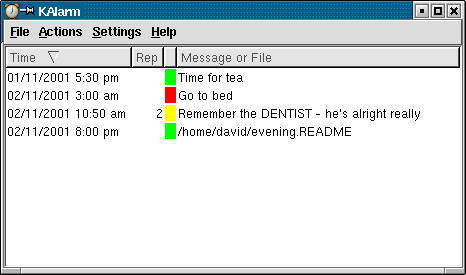 KAlarm
File Actions Settings Help
Time Rep Message or File
01/11/2001 5:30 pm Time for tea
02/11/2001 3:00 am Go to bed
02/11/2001 10:50 am 2 Remember the DENTIST - he's alright really
02/11/2001 8:00 pm /home/david/evening.README